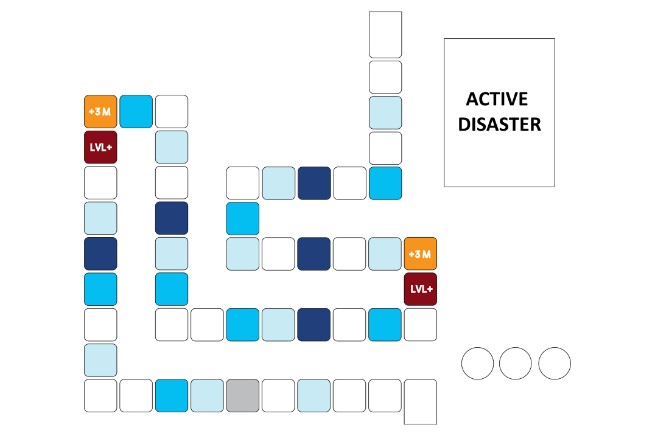 ACTIVE
DISASTER
+3 M
LVL+
+3 M
LVL+